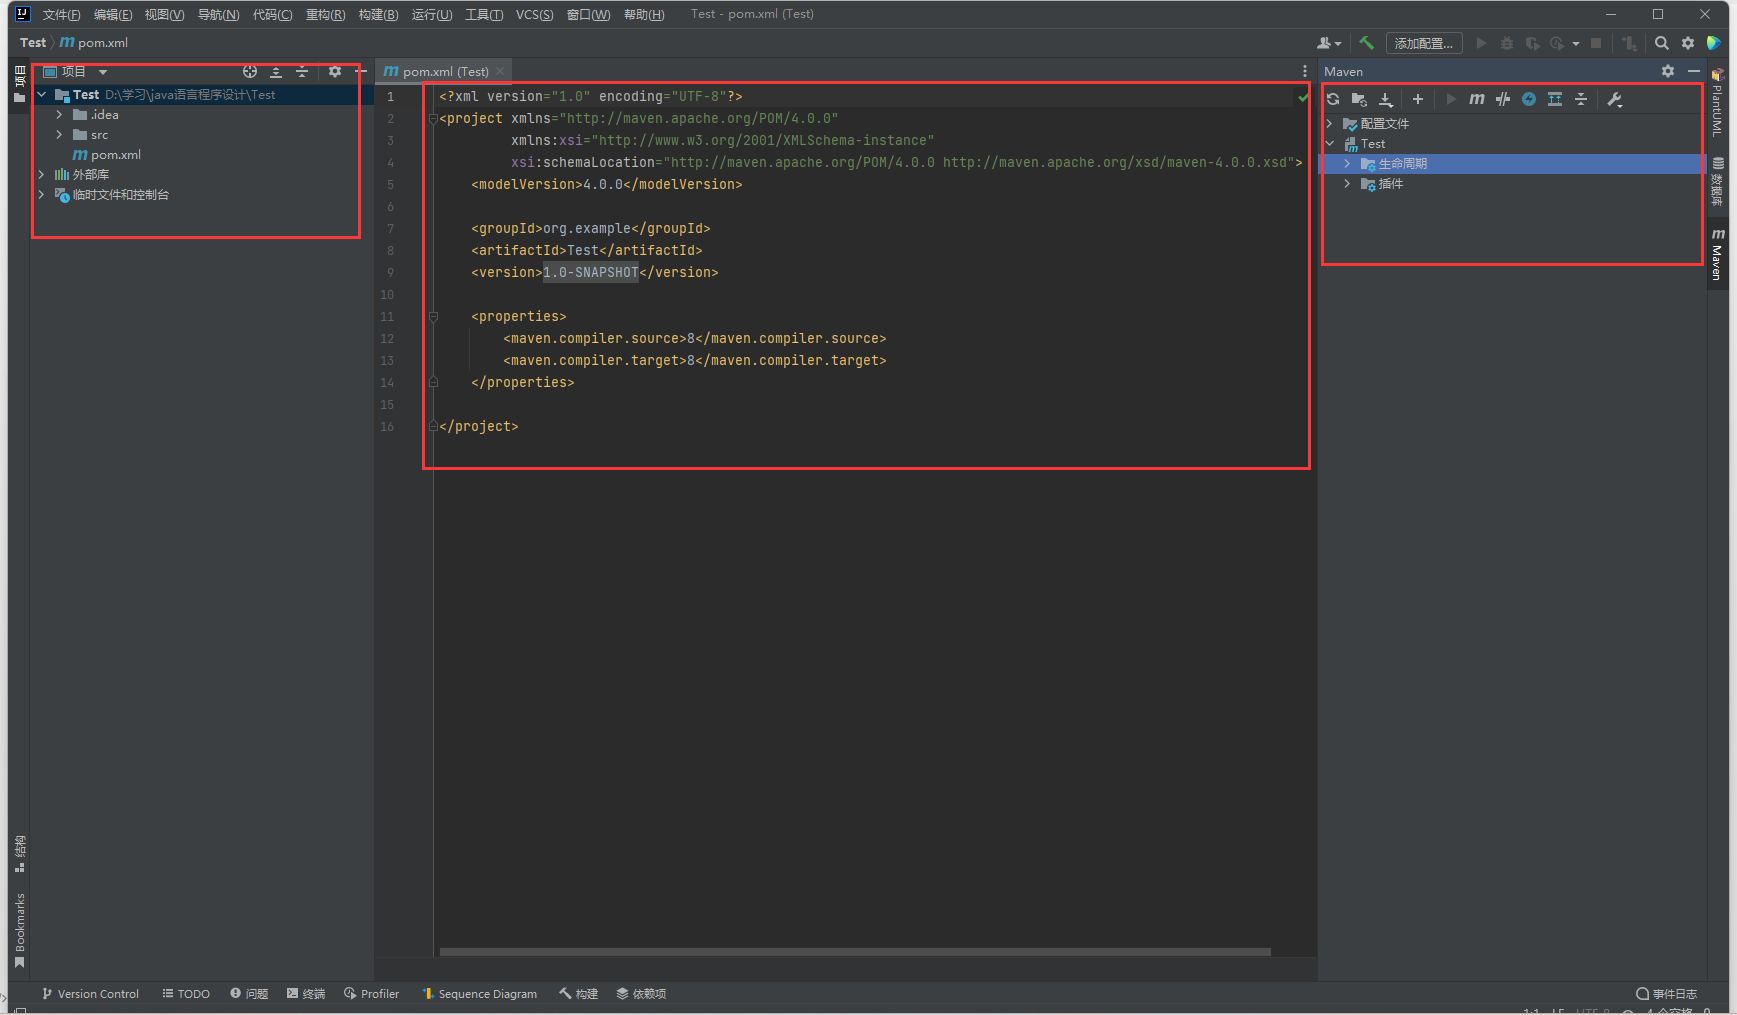 文件(F) 编辑(E) 视图(V) 导航(N) 代码(C) 重构(R) 构建(B) 运行(U) 工具(T) VCS(S) 窗口(W) 帮助(H) Test - pom.xml (Test)
Test pom.xml
添加配置...
项目
项目
Test D:\学习\java语言程序设计\Test
.idea
src
pom.xml
外部库
临时文件和控制台
结构
Bookmarks
pom.xml (Test)
1 <?xml version="1.0" encoding="UTF-8"?>
2 <project xmlns="http://maven.apache.org/POM/4.0.0"
3 xmlns:xsi="http://www.w3.org/2001/XMLSchema-instance"
4 xsi:schemaLocation="http://maven.apache.org/POM/4.0.0 http://maven.apache.org/xsd/maven-4.0.0.xsd">
5 <modelVersion>4.0.0</modelVersion>
6
7 <groupId>org.example</groupId>
8 <artifactId>Test</artifactId>
9 <version>1.0-SNAPSHOT</version>
10
11 <properties>
12 <maven.compiler.source>8</maven.compiler.source>
13 <maven.compiler.target>8</maven.compiler.target>
14 </properties>
15
16 </project>
Maven
配置文件
Test
生命周期
插件
PlantUML
数据库
Maven
Version Control TODO 问题 终端 Profiler Sequence Diagram 构建 依赖项 事件日志
1:1 LF UTF-8 4 个空格